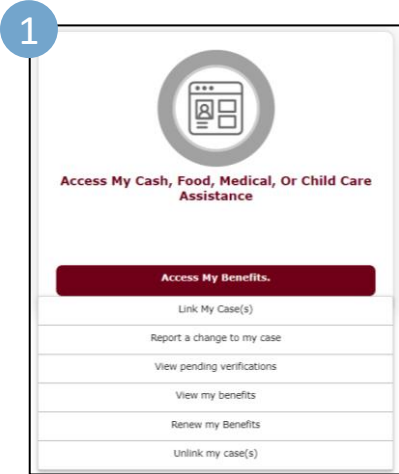 1
Access My Cash, Food, Medical, Or Child Care
Assistance
Access My Benefits.
Link My Case(s)
Report a change to my case
View pending verifications
View my benefits
Renew my Benefits
Unlink my case(s)